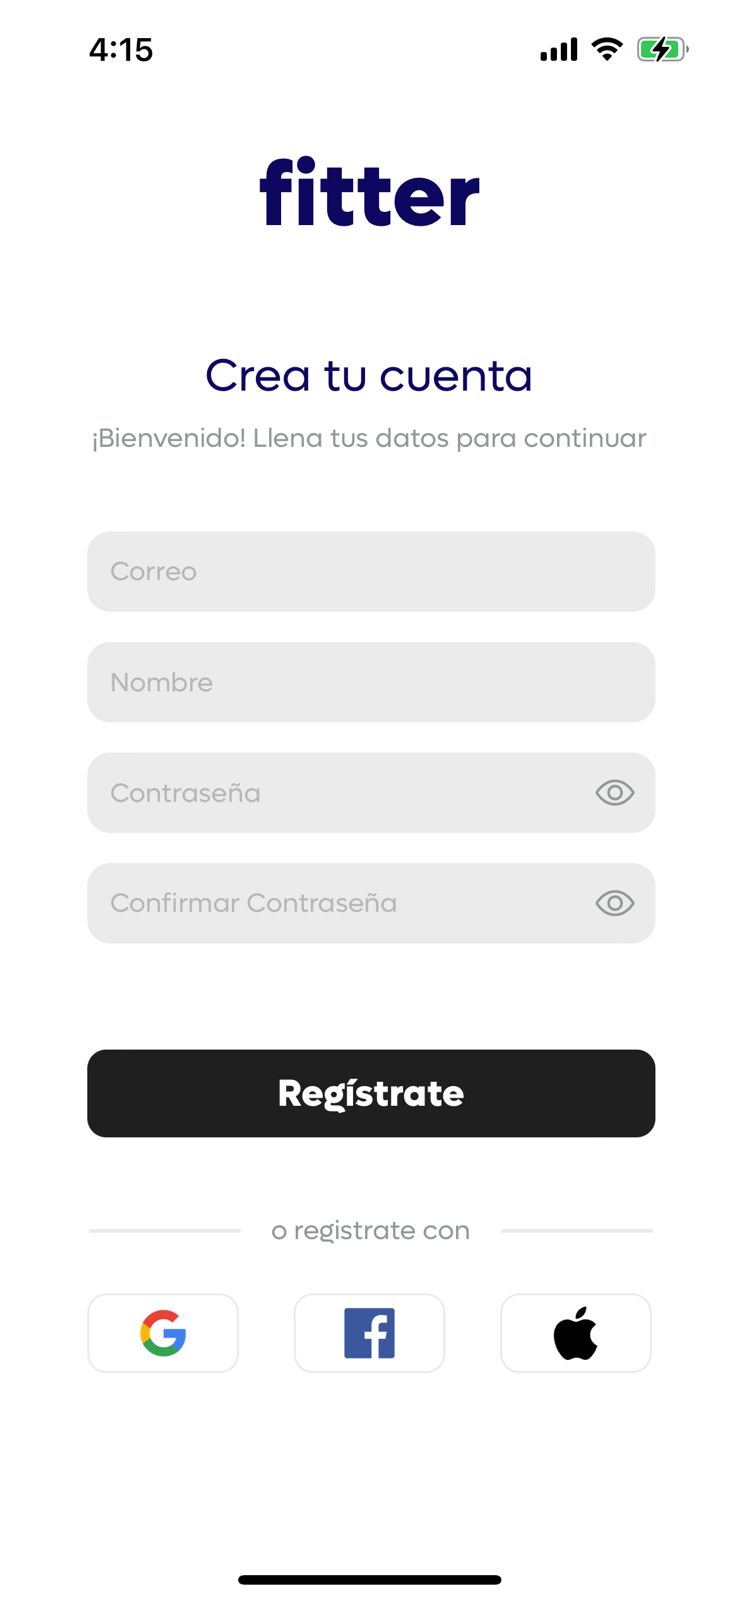 4:15
fitter
Crea tu cuenta
¡Bienvenido! Llena tus datos para continuar
Correo
Nombre
Contraseña
Confirmar Contraseña
Regístrate
o registrate con